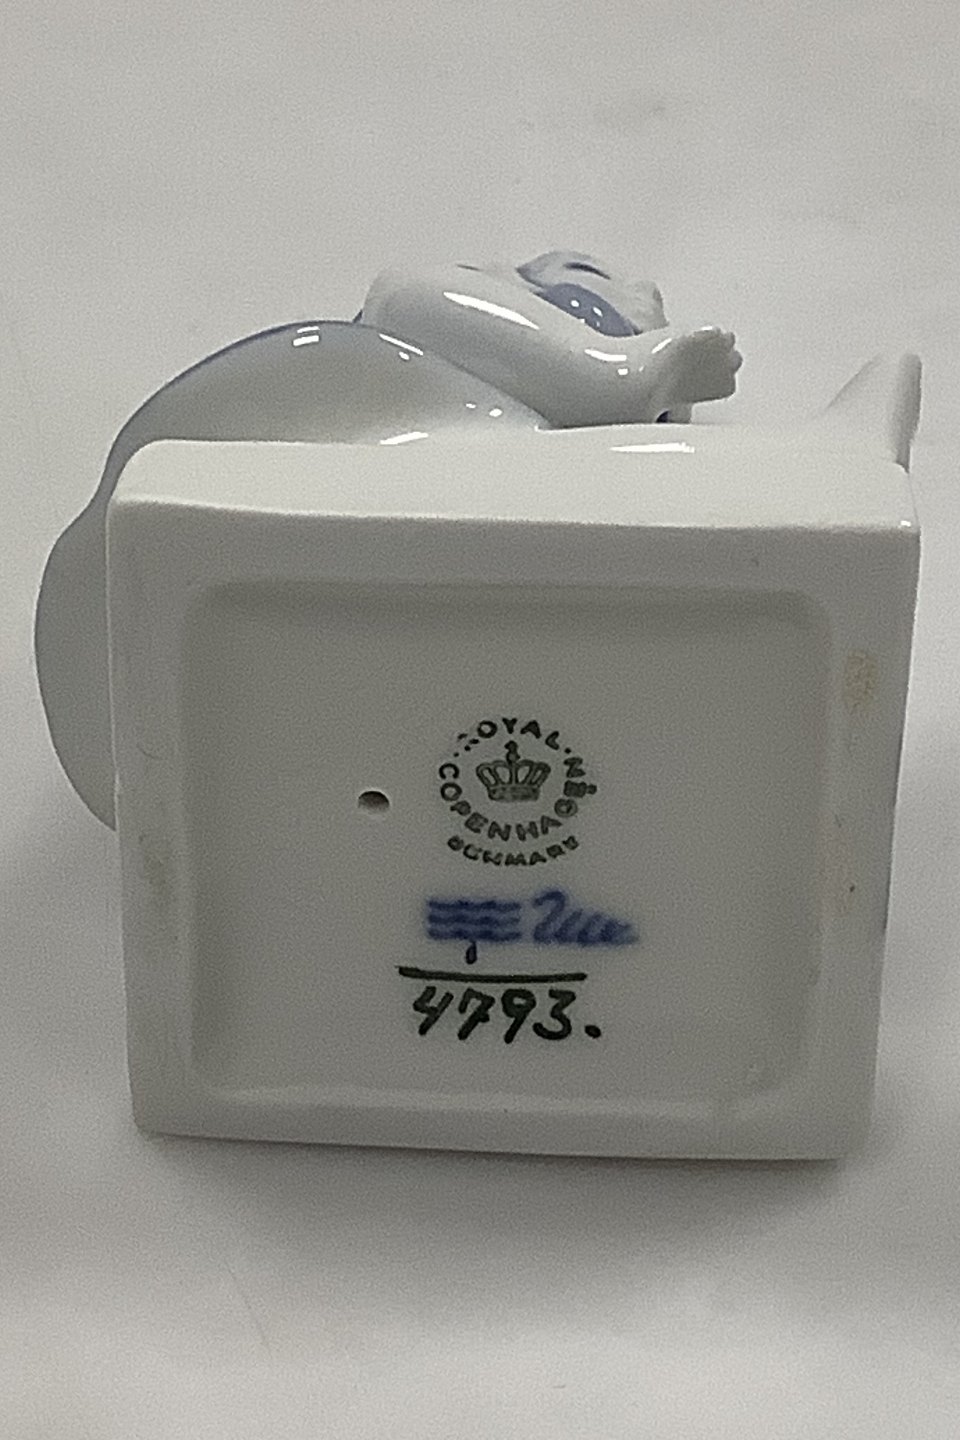 ROYAL
COPENHAGEN
DENMARK
4793.